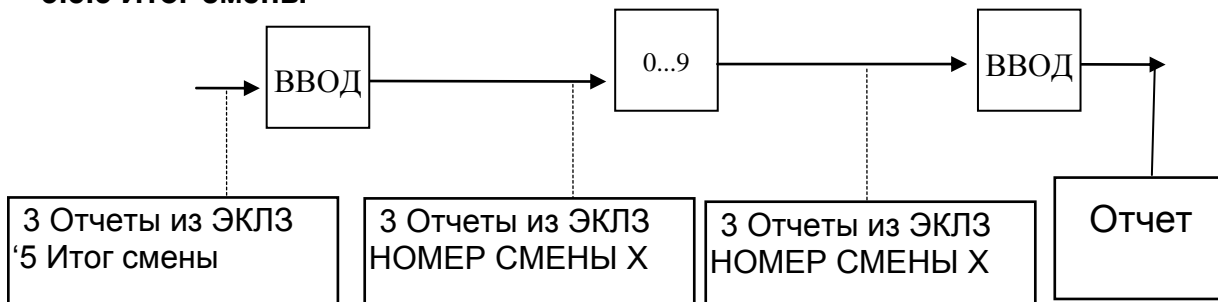 ВВОД
0...9
ВВОД
3 Отчеты из ЭКЛЗ
‘5 Итог смены
3 Отчеты из ЭКЛЗ
НОМЕР СМЕНЫ X
3 Отчеты из ЭКЛЗ
НОМЕР СМЕНЫ X
Отчет